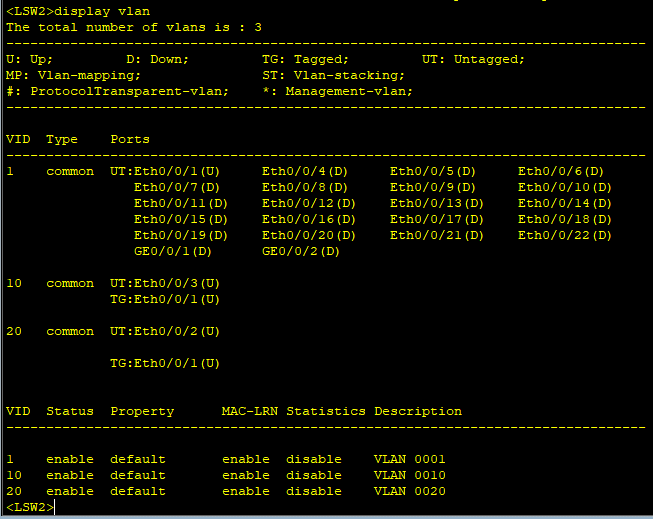 <LSW2>display vlan
The total number of vlans is : 3
--------------------------------------------------------------------------------
U: Up;         D: Down;         TG: Tagged;         UT: Untagged;
MP: Vlan-mapping;               ST: Vlan-stacking;
#: ProtocolTransparent-vlan;    *: Management-vlan;
--------------------------------------------------------------------------------
VID  Type    Ports
--------------------------------------------------------------------------------
1    common  UT:Eth0/0/1(U)     Eth0/0/4(D)     Eth0/0/5(D)     Eth0/0/6(D)
                Eth0/0/7(D)     Eth0/0/8(D)     Eth0/0/9(D)     Eth0/0/10(D)
                Eth0/0/11(D)    Eth0/0/12(D)    Eth0/0/13(D)    Eth0/0/14(D)
                Eth0/0/15(D)    Eth0/0/16(D)    Eth0/0/17(D)    Eth0/0/18(D)
                Eth0/0/19(D)    Eth0/0/20(D)    Eth0/0/21(D)    Eth0/0/22(D)
                GE0/0/1(D)      GE0/0/2(D)
10   common  UT:Eth0/0/3(U)
             TG:Eth0/0/1(U)
20   common  UT:Eth0/0/2(U)
             TG:Eth0/0/1(U)
VID  Status  Property      MAC-LRN Statistics Description
--------------------------------------------------------------------------------
1    enable  default       enable  disable    VLAN 0001
10   enable  default       enable  disable    VLAN 0010
20   enable  default       enable  disable    VLAN 0020
<LSW2>